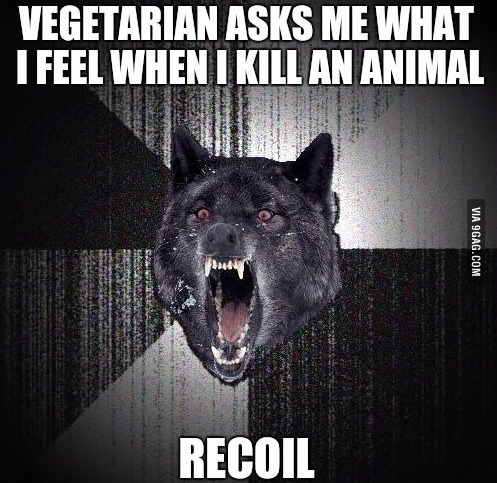 VEGETARIAN ASKS ME WHAT
I FEEL WHEN I KILL AN ANIMAL
VIA 9GAG.COM
RECOIL